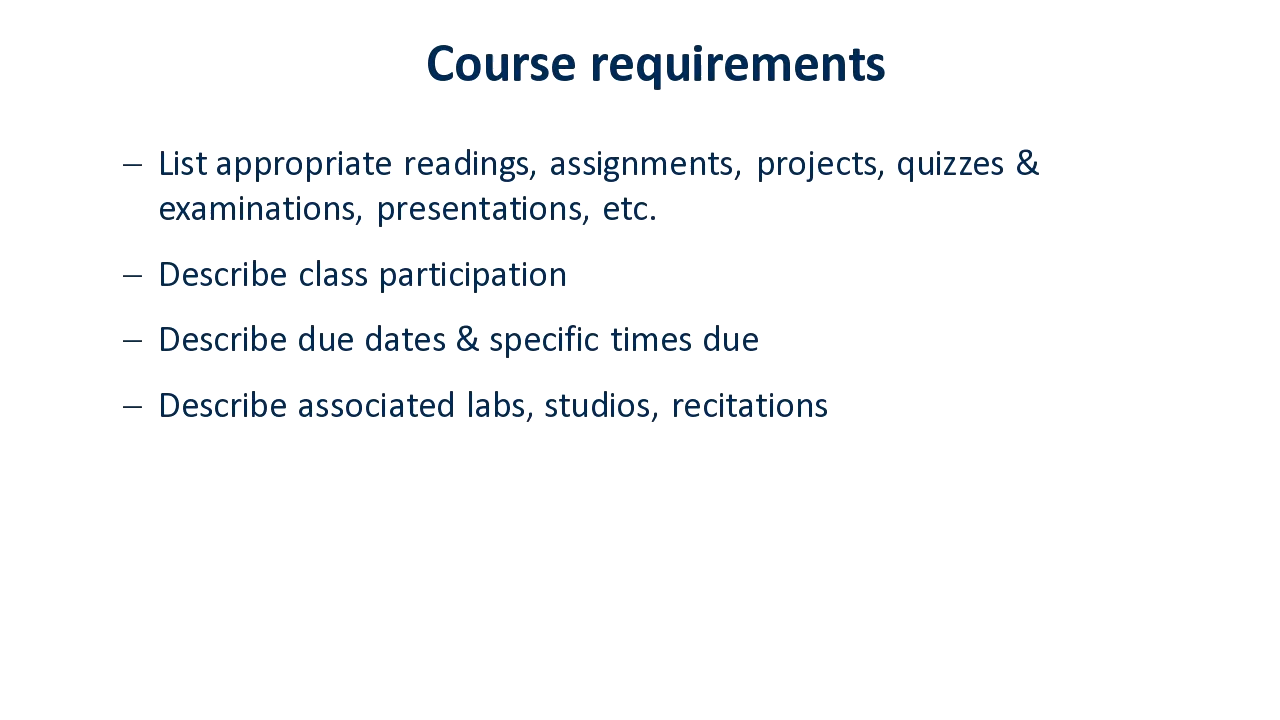 Course requirements
– List appropriate readings, assignments, projects, quizzes &
examinations, presentations, etc.
– Describe class participation
– Describe due dates & specific times due
– Describe associated labs, studios, recitations